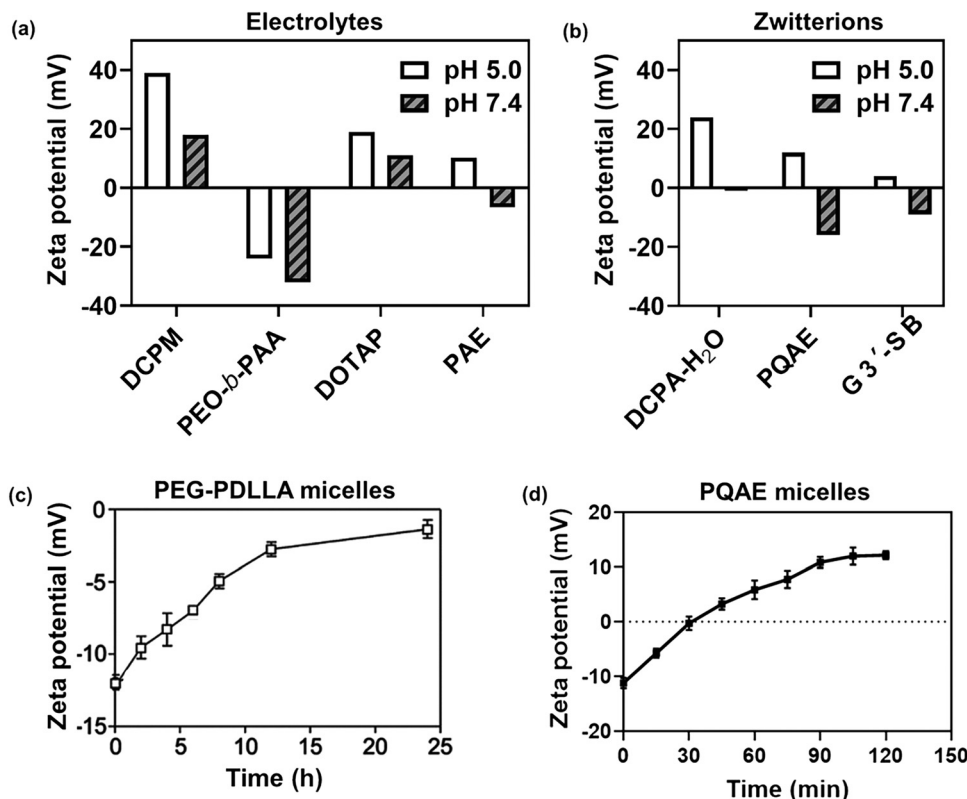 (a)
Electrolytes
Zeta potential (mV)
40
20
0
-20
-40
pH 5.0
pH 7.4
DCPM
PEO-b-PAA
DOTAP
PAE
(b)
Zwitterions
Zeta potential (mV)
40
20
0
-20
-40
pH 5.0
pH 7.4
DCPA-H₂O
PQAE
G 3′-S B
(c)
PEG-PDLLA micelles
Zeta potential (mV)
0
-5
-10
-15
0 5 10 15 20 25
Time (h)
(d)
PQAE micelles
Zeta potential (mV)
20
10
0
-10
-20
0 30 60 90 120 150
Time (min)